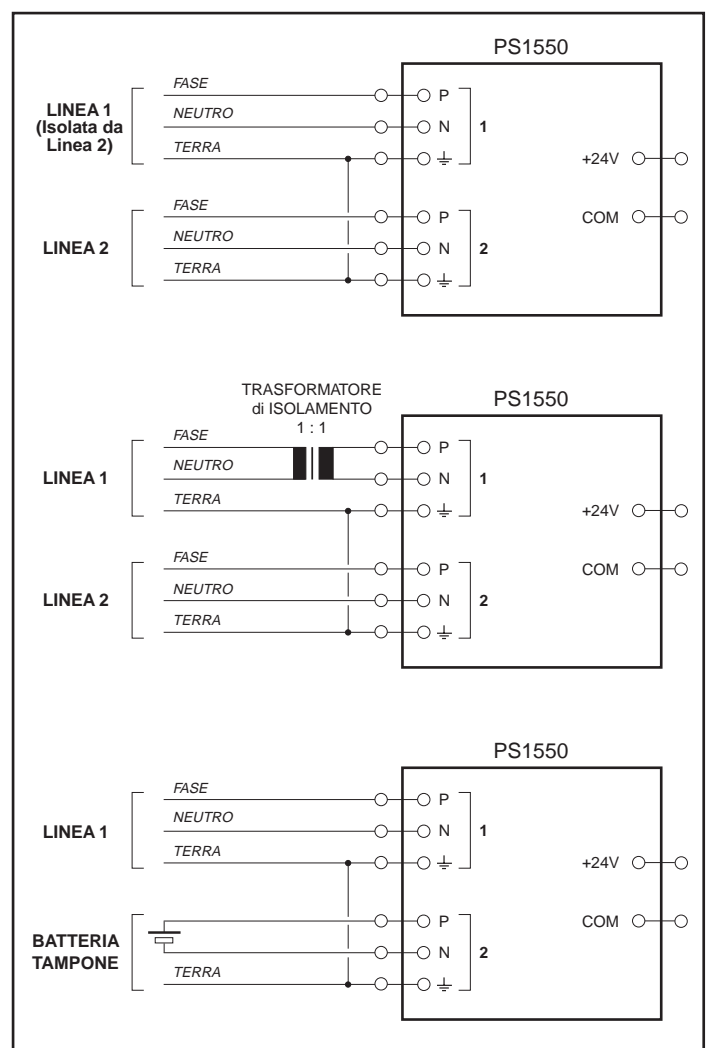 PS1550
LINEA 1
(Isolata da
Linea 2)
FASE
NEUTRO
TERRA
P
N
1
+24V
COM
LINEA 2
FASE
NEUTRO
TERRA
P
N
2
TRASFORMATORE
di ISOLAMENTO
1 : 1
PS1550
LINEA 1
FASE
NEUTRO
TERRA
P
N
1
+24V
COM
LINEA 2
FASE
NEUTRO
TERRA
P
N
2
PS1550
LINEA 1
FASE
NEUTRO
TERRA
P
N
1
+24V
COM
BATTERIA
TAMPONE
TERRA
P
N
2